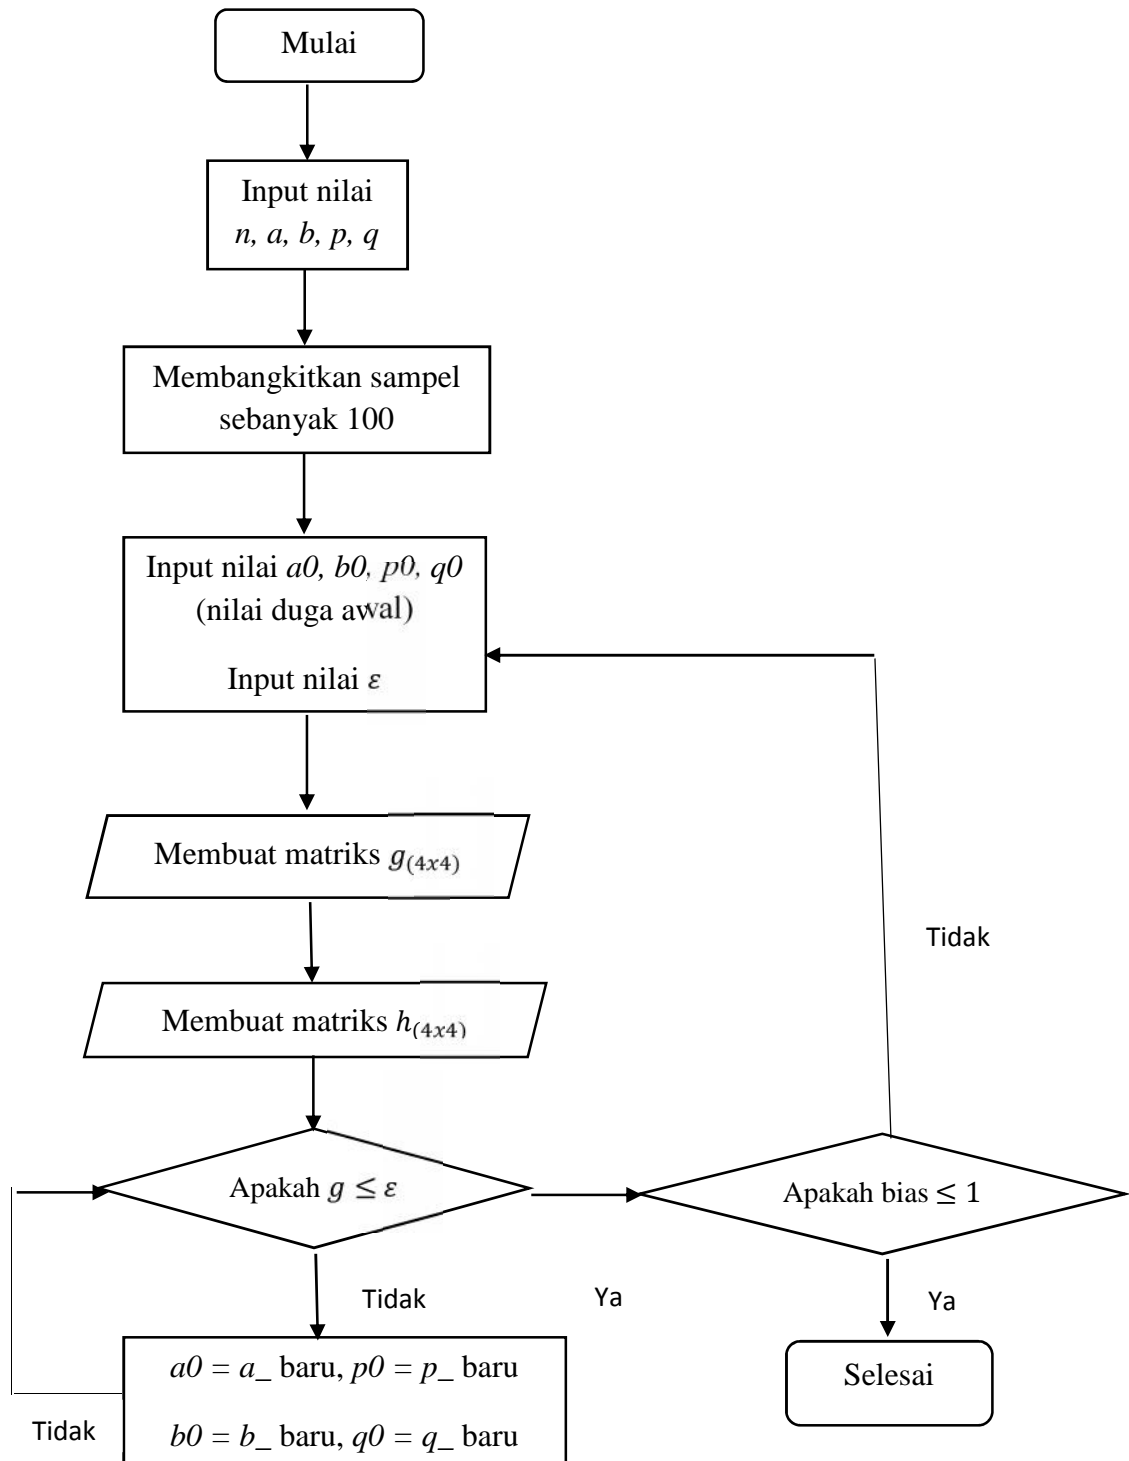 Mulai
Input nilai
n, a, b, p, q
Membangkitkan sampel
sebanyak 100
Input nilai a0, b0, p0, q0
(nilai duga awal)
Input nilai ε
Membuat matriks g(4x4)
Membuat matriks h(4x4)
Tidak
Apakah g ≤ ε
Apakah bias ≤ 1
Tidak
Ya
Ya
a0 = a_ baru, p0 = p_ baru
b0 = b_ baru, q0 = q_ baru
Selesai
Tidak